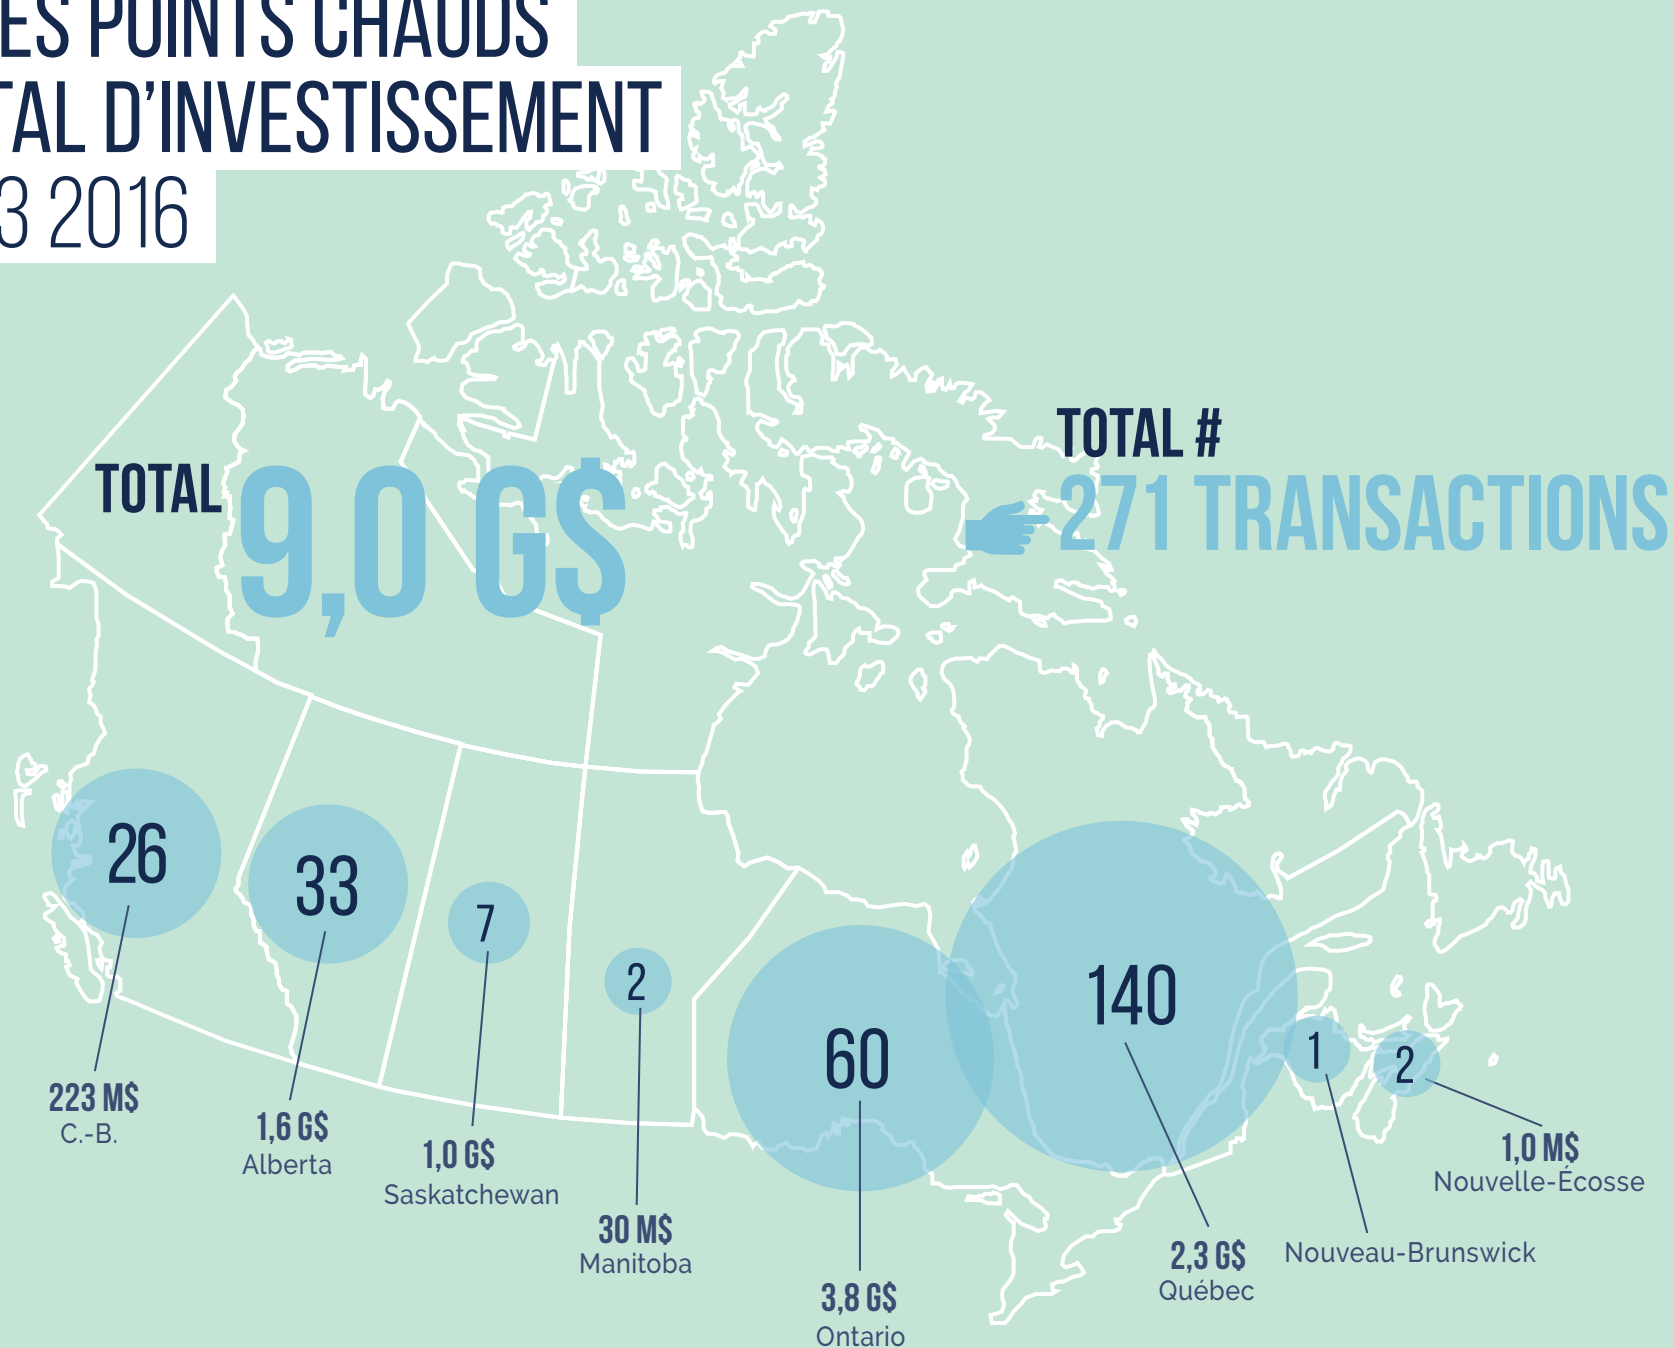 ES POINTS CHAUDS
TAL D'INVESTISSEMENT
3 2016
TOTAL 9,0 G$
TOTAL #
271 TRANSACTIONS
26
223 M$
C.-B.
33
1,6 G$
Alberta
7
1,0 G$
Saskatchewan
2
30 M$
Manitoba
60
3,8 G$
Ontario
140
2,3 G$
Québec
1
Nouveau-Brunswick
2
1,0 M$
Nouvelle-Écosse